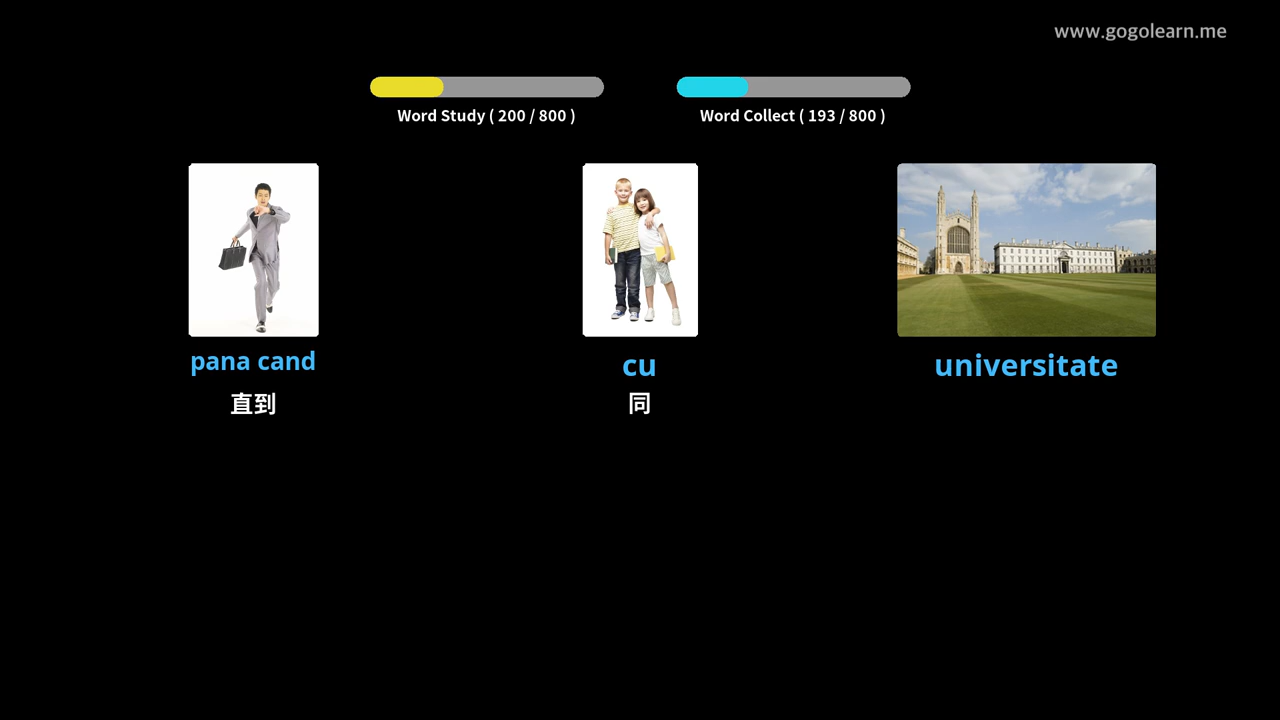 www.gogolearn.me
Word Study ( 200 / 800 )
Word Collect ( 193 / 800 )
pana cand
直到
cu
同
universitate